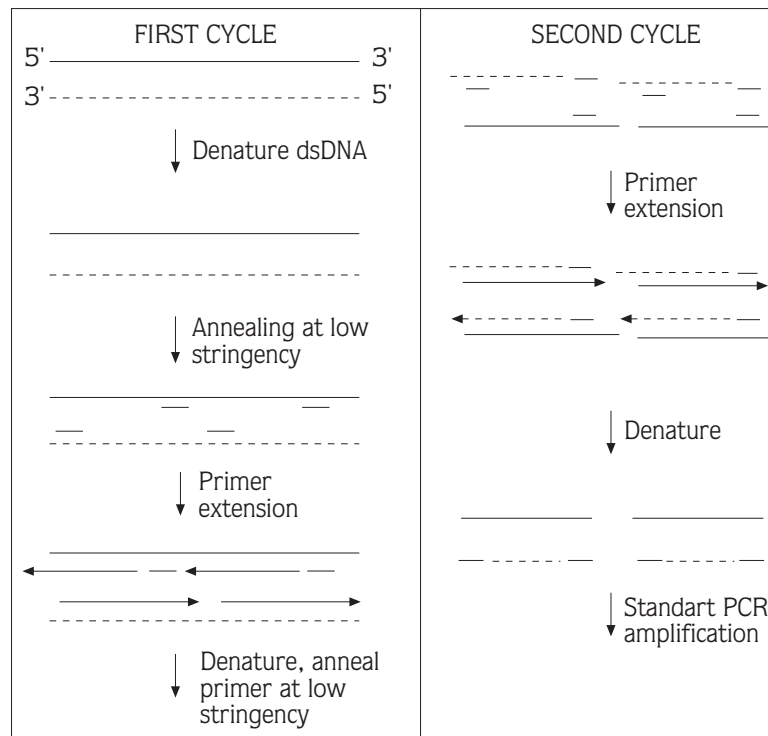 FIRST CYCLE
5' 3'
3' 5'
Denature dsDNA
Annealing at low
stringency
Primer
extension
Denature, anneal
primer at low
stringency
SECOND CYCLE
Primer
extension
Denature
Standart PCR
amplification